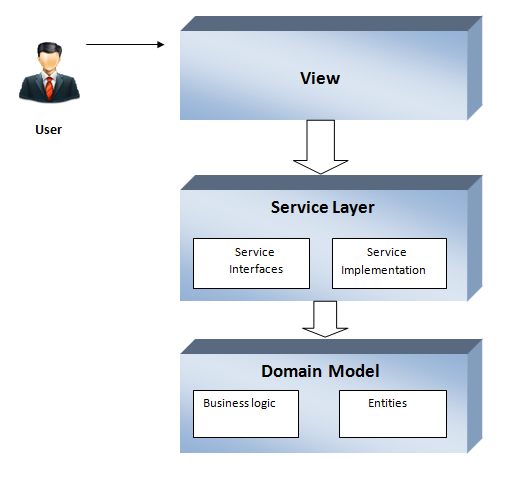 View
User
Service Layer
Service
Interfaces
Service
Implementation
Domain Model
Business logic
Entities